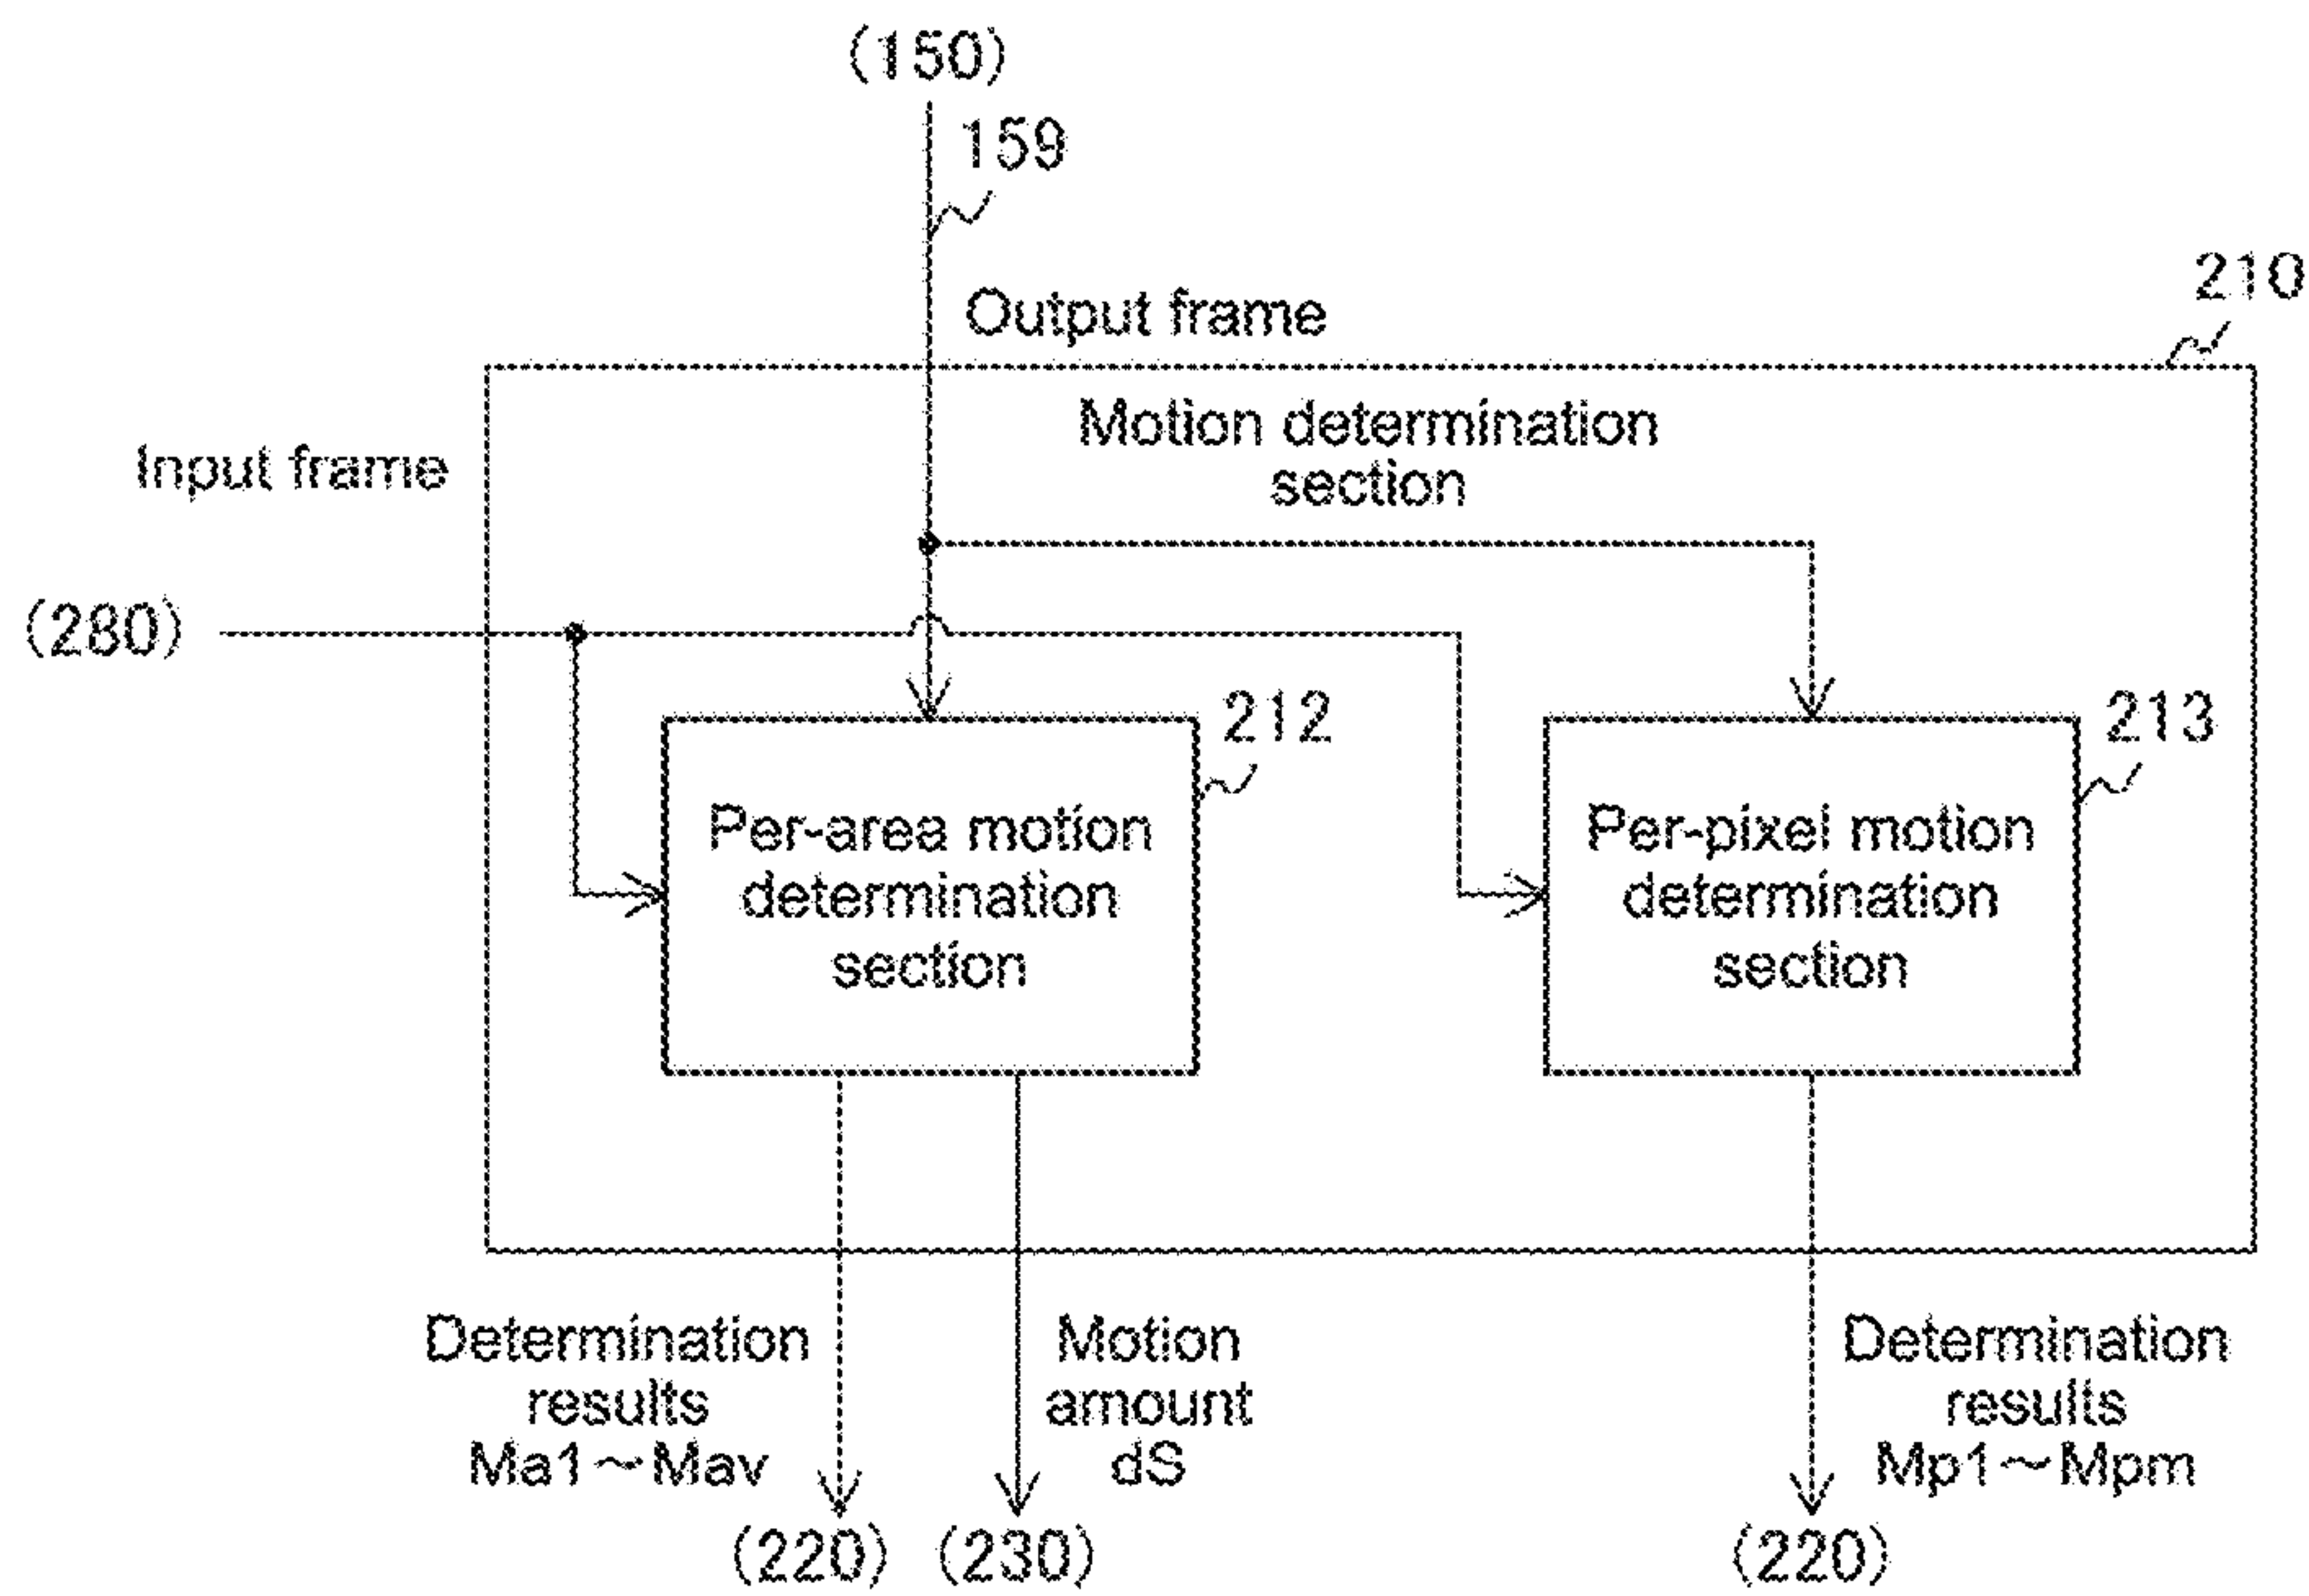 (150)
159
210
Output frame
Motion determination
section
Input frame
(280)
212
213
Per-area motion
determination
section
Per-pixel motion
determination
section
Determination
results
Ma1～Mav
Motion
amount
dS
Determination
results
Mp1～Mpm
(220)
(230)
(220)